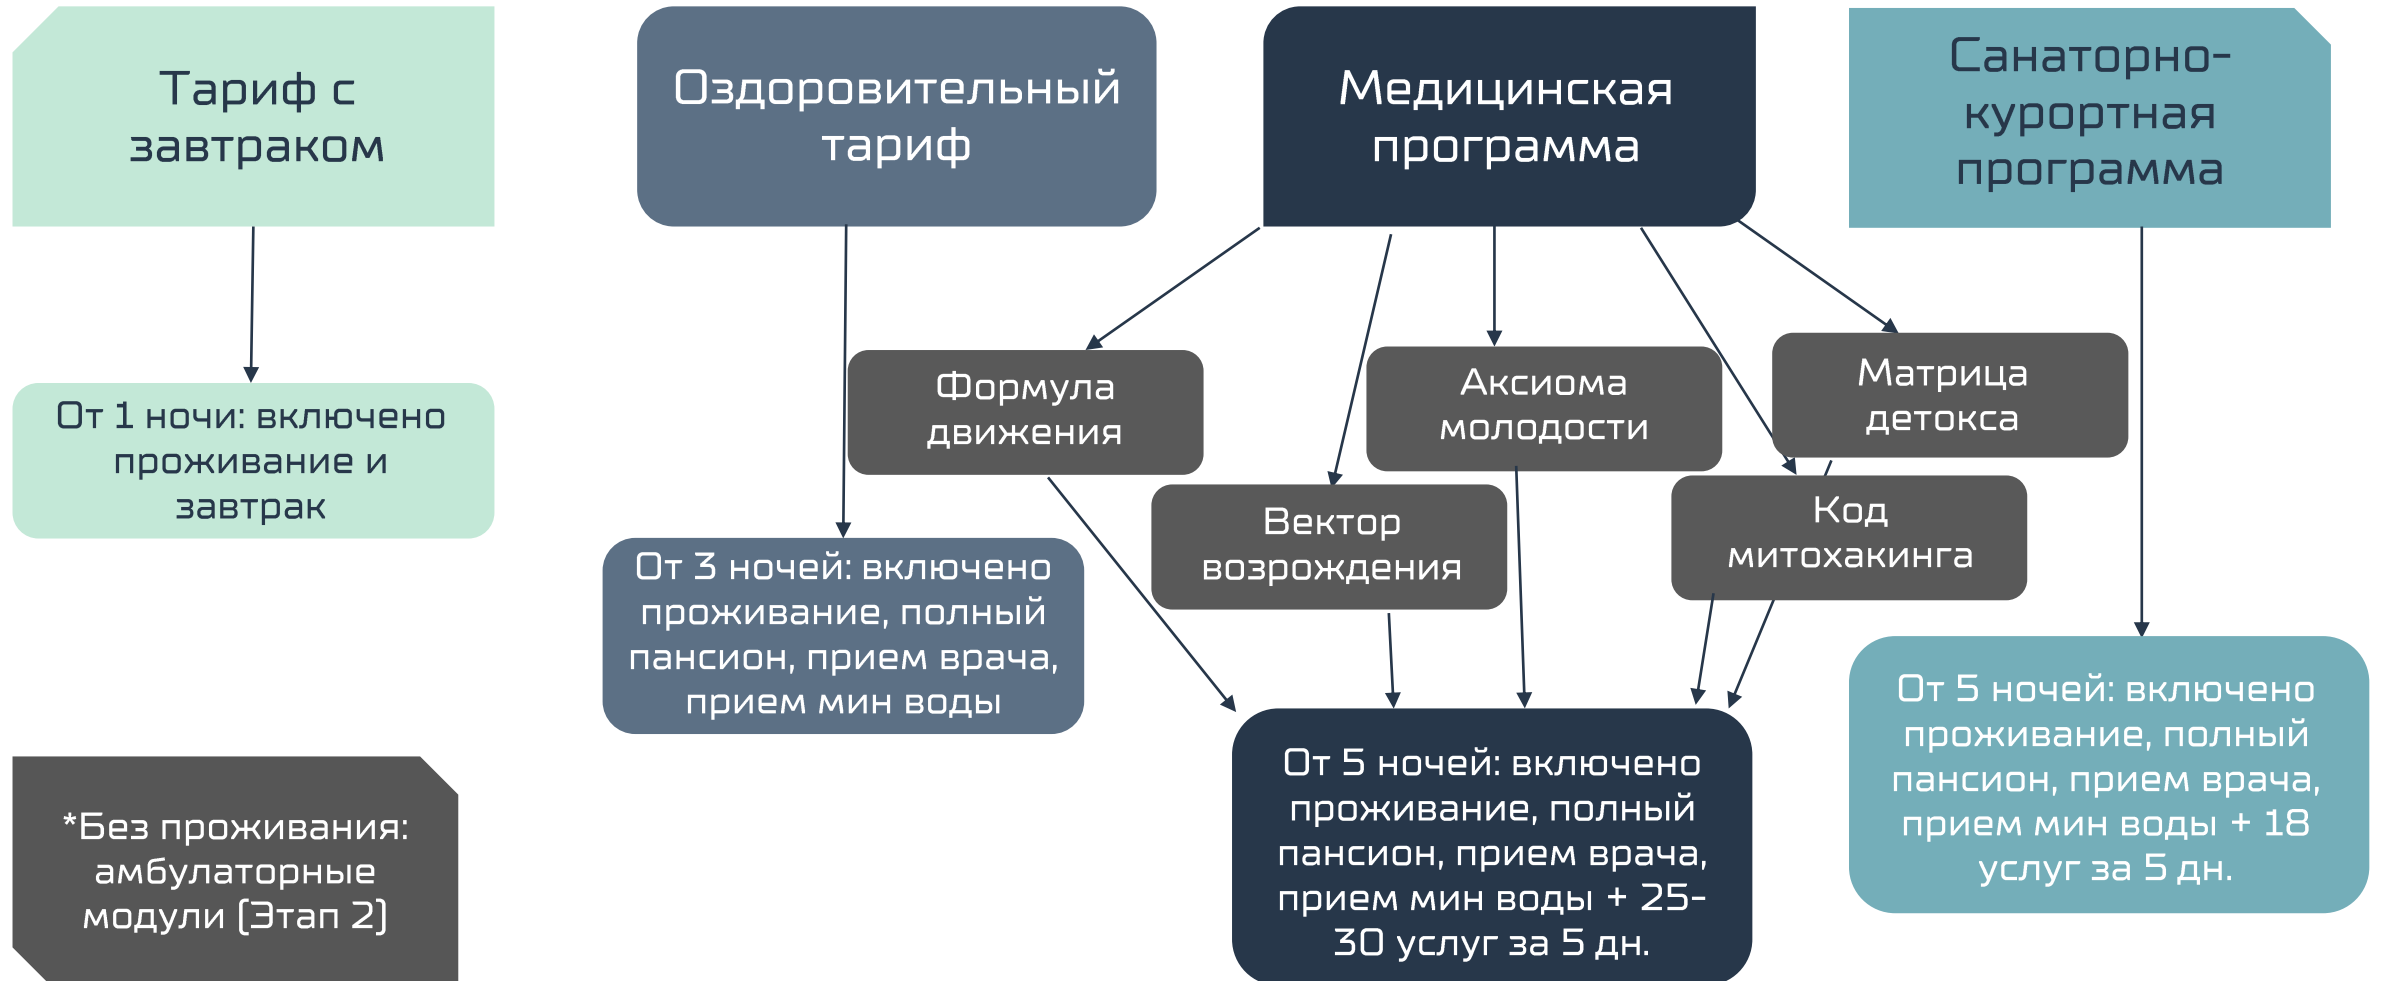 Тариф с
завтраком
Оздоровительный
тариф
Медицинская
программа
Санаторно-
курортная
программа
От 1 ночи: включено
проживание и
завтрак
Формула
движения
Аксиома
молодости
Матрица
детокса
Вектор
возрождения
Код
митохакинга
От 3 ночей: включено
проживание, полный
пансион, прием врача,
прием мин воды
От 5 ночей: включено
проживание, полный
пансион, прием врача,
прием мин воды + 25-
30 услуг за 5 дн.
От 5 ночей: включено
проживание, полный
пансион, прием врача,
прием мин воды + 18
услуг за 5 дн.
*Без проживания:
амбулаторные
модули (Этап 2)